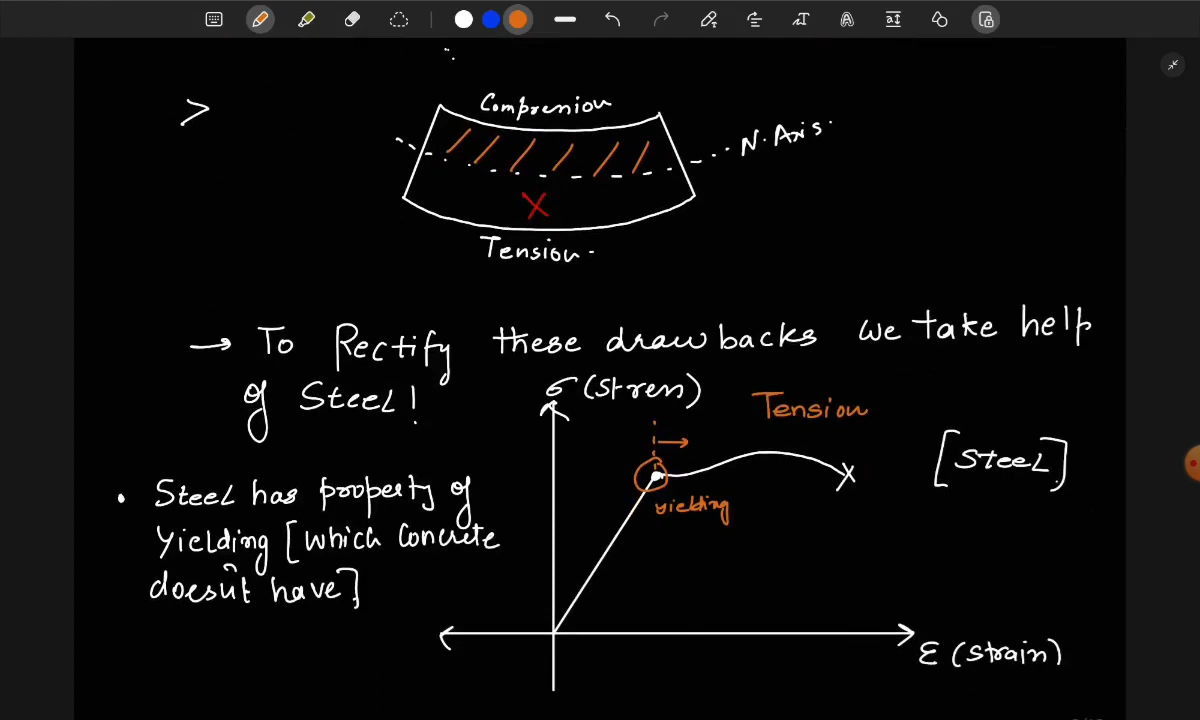 >
Compression
N. Axis
X
Tension
→ To Rectify these drawbacks we take help
of Steel!
σ (stress)
Tension
[Steel]
yielding
• Steel has property of
Yielding [which concrete
doesn't have]
ε (strain)